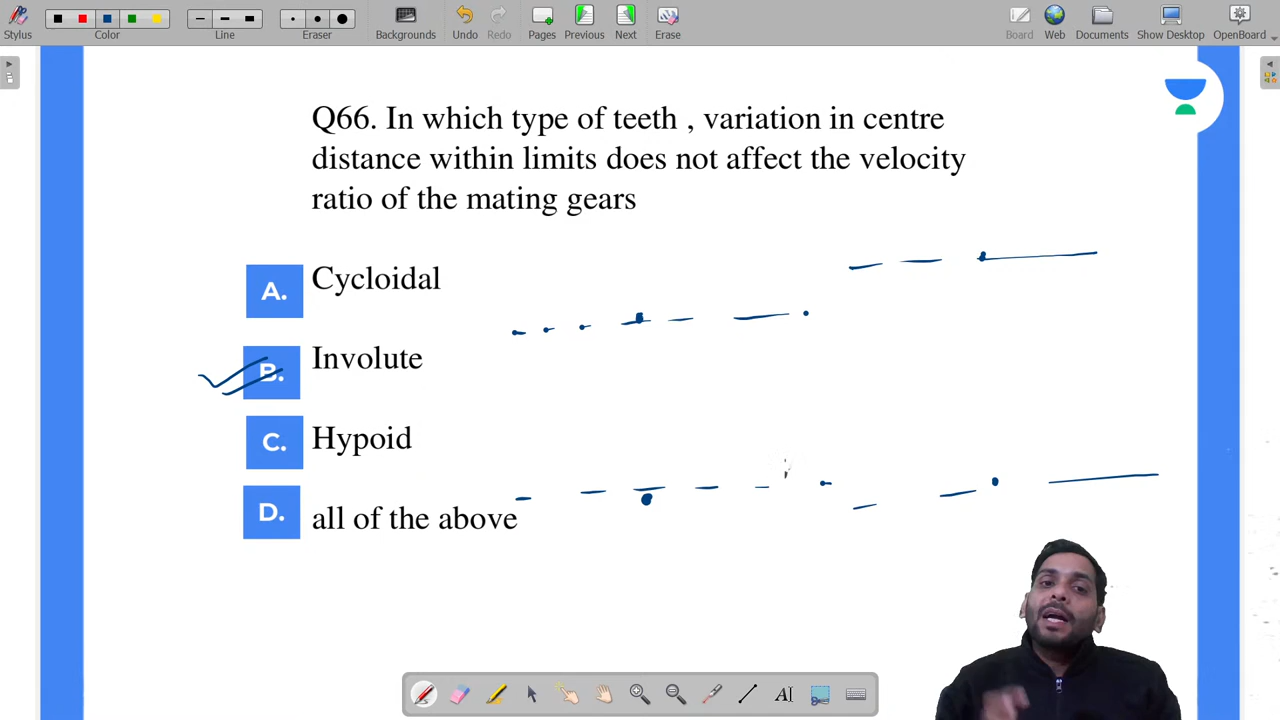 Stylus Color Line Eraser Backgrounds Undo Redo Pages Previous Next Erase Board Web Documents Show Desktop OpenBoard
Q66. In which type of teeth , variation in centre
distance within limits does not affect the velocity
ratio of the mating gears
A. Cycloidal
B. Involute
C. Hypoid
D. all of the above